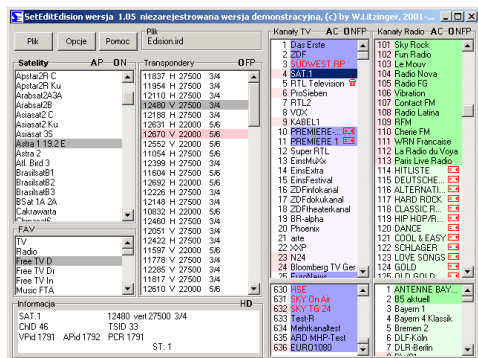 SetEditEdision wersja 1.05 niezarejestrowana wersja demonstracyjna, (c) by W.Litzinger, 2001-...
Plik Opcje Pomoc
Plik
Edision.ird
Satelity AP ON
Apstar2R C
Apstar2R Ku
Arabsat2A3A
Arabsat2B
Asiasat2 C
Asiasat2 Ku
Asiasat 3S
Astra 1 19.2 E
Astra 2
Atl. Bird 3
BrasilsatB1
BrasilsatB2
BrasilsatB3
BSat 1A 2A
Cakrawarta
FAV
TV
Radio
Free TV D
Free TV Dr
Free TV In
Music FTA
Transpondery OFP
11837 H 27500 3/4
11954 H 27500 3/4
12110 H 27500 3/4
12480 V 27500 3/4
12188 H 27500 3/4
12631 H 22000 5/6
12670 V 22000 5/6
12552 V 22000 5/6
11054 H 27500 5/6
12399 H 27500 3/4
11604 H 27500 5/6
12692 H 22000 5/6
12226 H 27500 3/4
12148 H 27500 3/4
10832 H 22000 5/6
12460 H 27500 3/4
12051 V 27500 3/4
12422 H 27500 3/4
11597 V 22000 5/6
11778 V 27500 3/4
12285 V 27500 3/4
11817 V 27500 3/4
12610 V 22000 5/6
Informacja HD
SAT.1 12480 vert 27500 3/4
ChID 46 TSID 33
VPid 1791 APid 1792 PCR 1791
ST: 1
Kanały TV AC ONFP
1 Das Erste
2 ZDF
3 SÜDWEST RP
4 SAT.1
5 RTL Television
6 ProSieben
7 RTL2
8 VOX
9 KABEL1
10 PREMIERE-...
11 PREMIERE 1
12 Super RTL
13 EinsMuXx
14 EinsExtra
15 EinsFestival
16 ZDFinfokanal
17 ZDFdokukanal
18 ZDFtheaterkanal
19 BR-alpha
20 Phoenix
21 arte
22 XXP
23 N24
24 Bloomberg TV Ger
25 EuroNews
630 HSE
631 SKY On Air
632 SKY TG 24
633 Test-R
634 Mehrkanaltest
635 ARD MHP-Test
636 EURO1080
Kanały Radio AC ONFP
101 Sky Rock
102 Fun Radio
103 Le Mouv
104 Radio Nova
105 Radio FG
106 Vibration
107 Contact FM
108 Radio Latina
109 RFM
110 Cherie FM
111 WRN Francaise
112 La Radio du Voya
113 Paris Live Radio
114 HITLISTE
115 DEUTSCHE...
116 ALTERNATI...
117 HARD ROCK
118 CLASSIC R...
119 HIP HOP/R...
120 DANCE
121 COOL & EASY
122 SCHLAGER
123 LOVE SONGS
124 GOLD
125 OLD GOLD
1 ANTENNE BAY...
2 B5 aktuell
3 Bayern 1
4 Bayern 4 Klassik
5 Bremen 2
6 DLF-Köln
7 DLR-Berlin